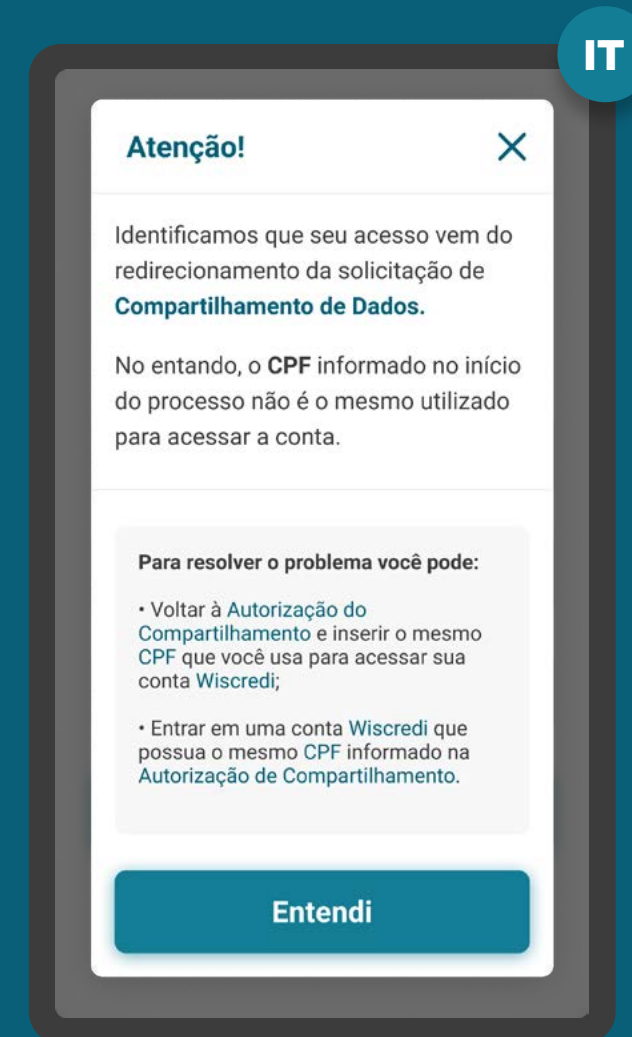 IT
Atenção!
Identificamos que seu acesso vem do
redirecionamento da solicitação de
Compartilhamento de Dados.
No entando, o CPF informado no início
do processo não é o mesmo utilizado
para acessar a conta.
Para resolver o problema você pode:
• Voltar à Autorização do
Compartilhamento e inserir o mesmo
CPF que você usa para acessar sua
conta Wiscredi;
• Entrar em uma conta Wiscredi que
possua o mesmo CPF informado na
Autorização de Compartilhamento.
Entendi